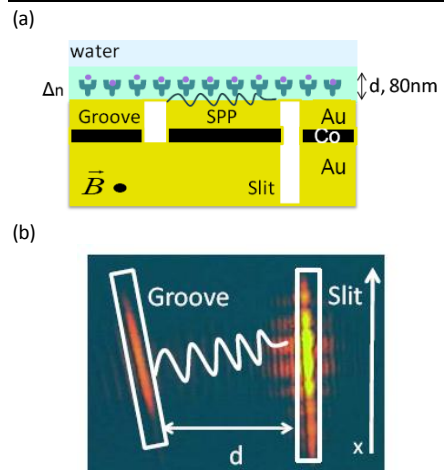 (a)
water
Δn
d, 80nm
Groove
SPP
Au
Co
Au
B
Slit
(b)
Groove
Slit
d
x